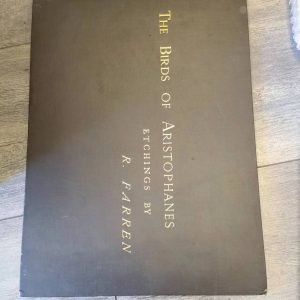 THE BIRDS OF ARISTOPHANES
ETCHINGS BY
R. FARREN